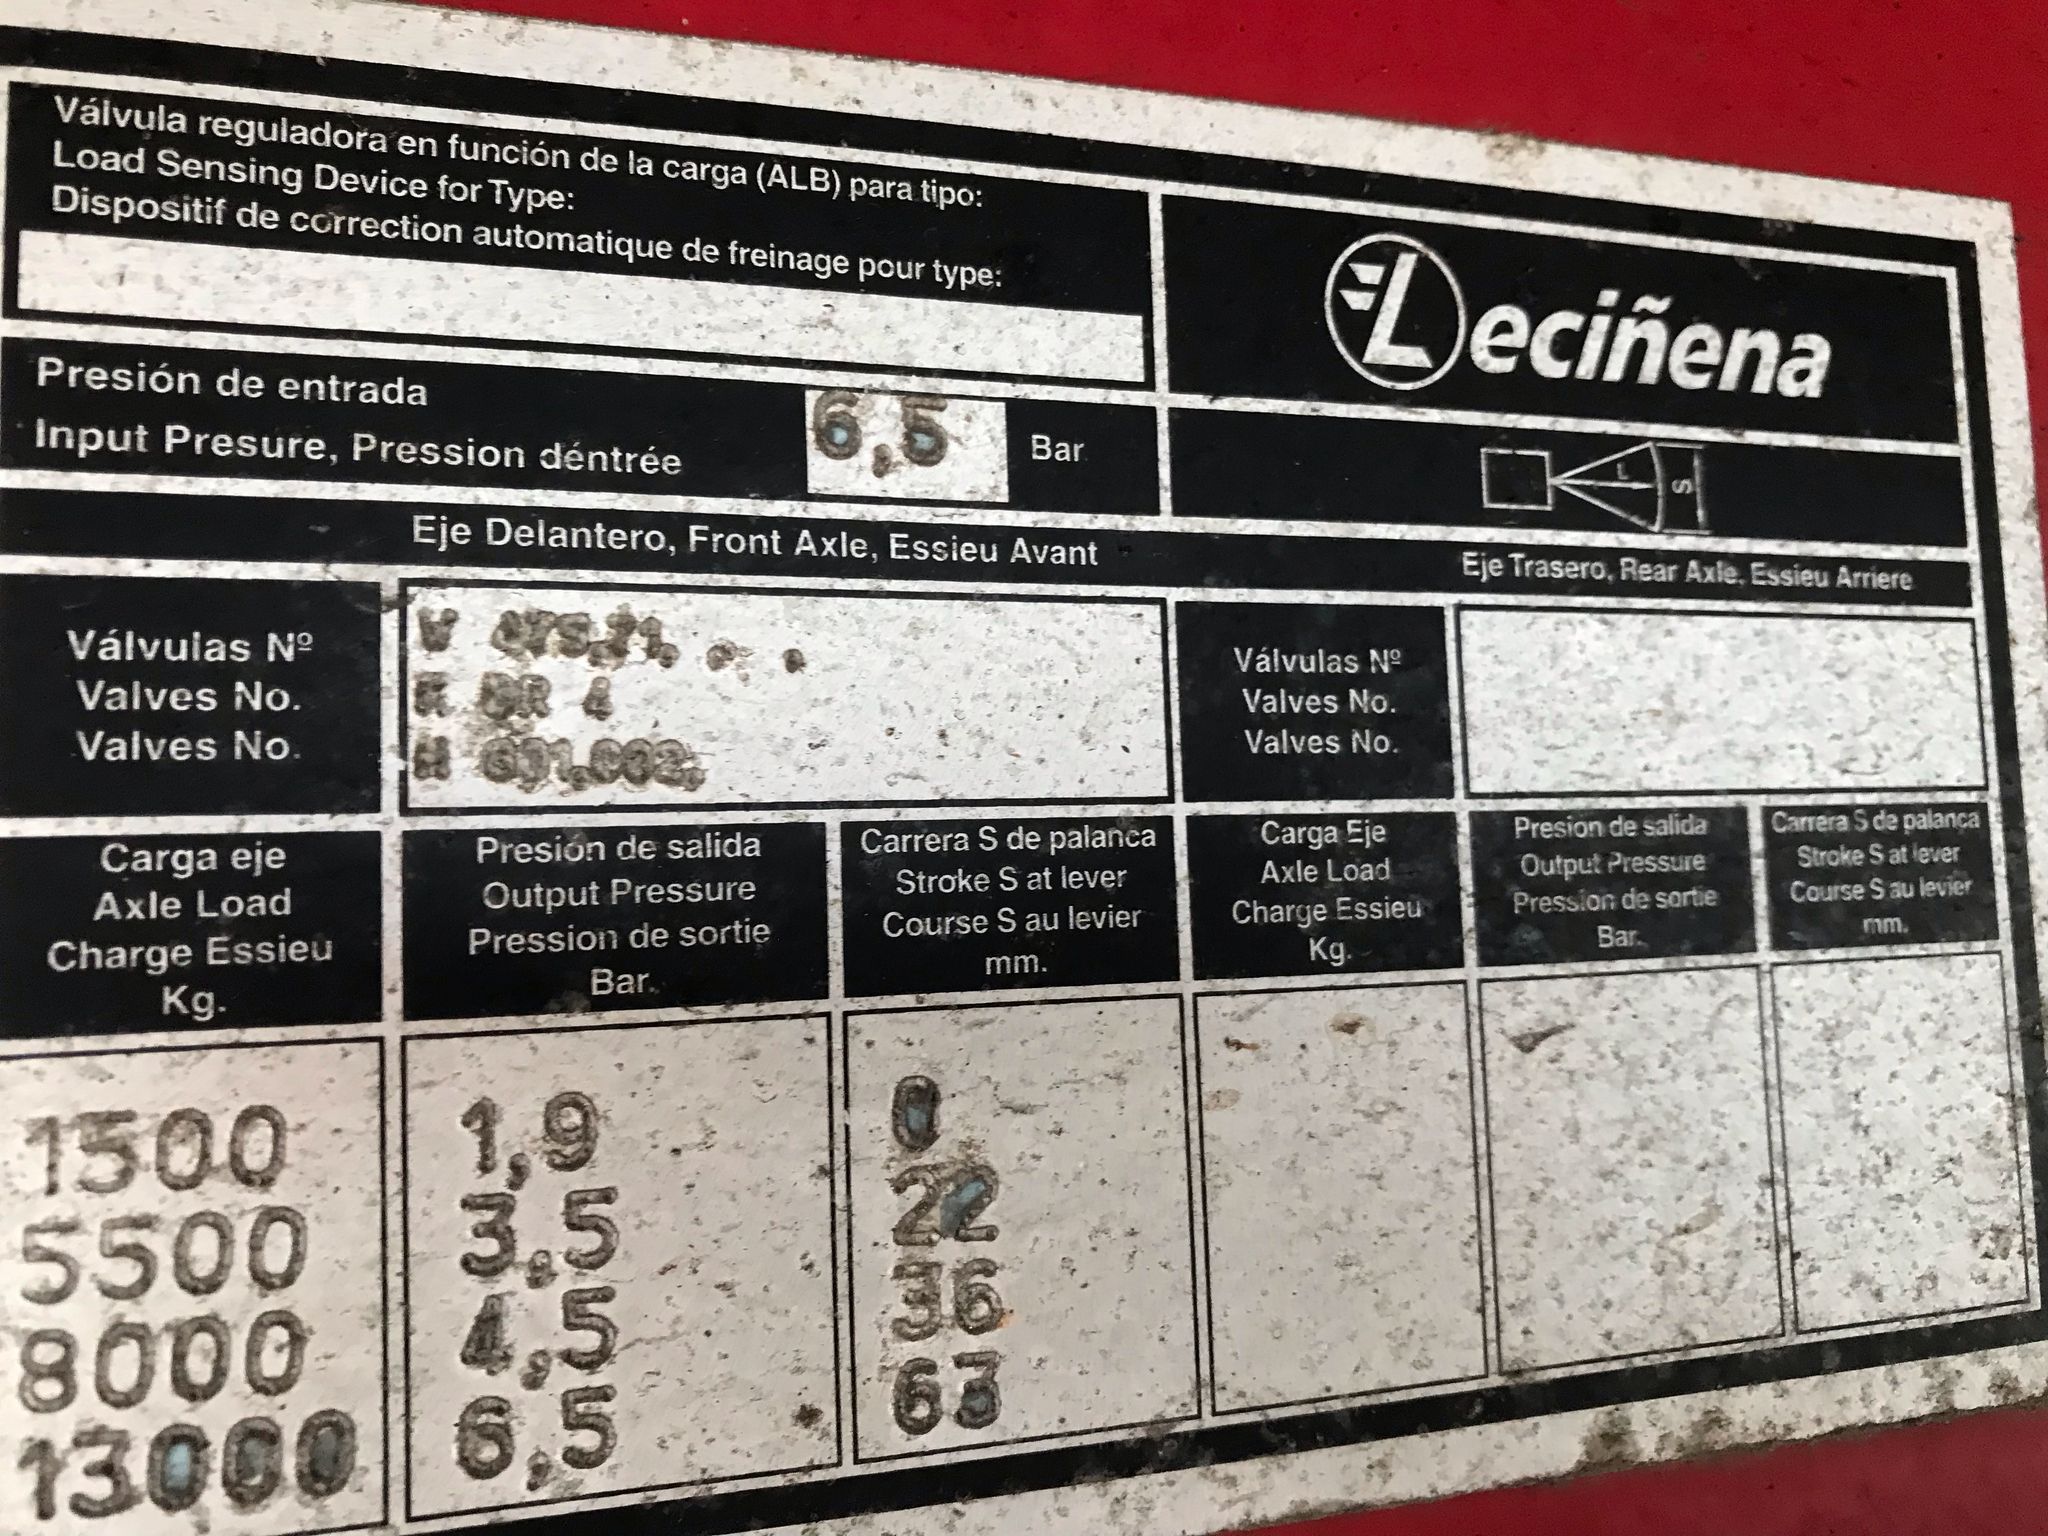 Válvula reguladora en función de la carga (ALB) para tipo:
Load Sensing Device for Type:
Dispositif de correction automatique de freinage pour type:
Leciñena
Presión de entrada
Input Presure, Pression déntrée
6,5
Bar
L
S
Eje Delantero, Front Axle, Essieu Avant
Eje Trasero, Rear Axle, Essieu Arriere
Válvulas Nº
Valves No.
Valves No.
V
BR 4
Válvulas Nº
Valves No.
Valves No.
Carga eje
Axle Load
Charge Essieu
Kg.
Presión de salida
Output Pressure
Pression de sortie
Bar.
Carrera S de palanca
Stroke S at lever
Course S au levier
mm.
Carga Eje
Axle Load
Charge Essieu
Kg.
Presion de salida
Output Pressure
Pression de sortie
Bar.
Carrera S de palanca
Stroke S at lever
Course S au levier
mm.
1500 1,9 0
5500 3,5 22
8000 4,5 36
13000 6,5 63